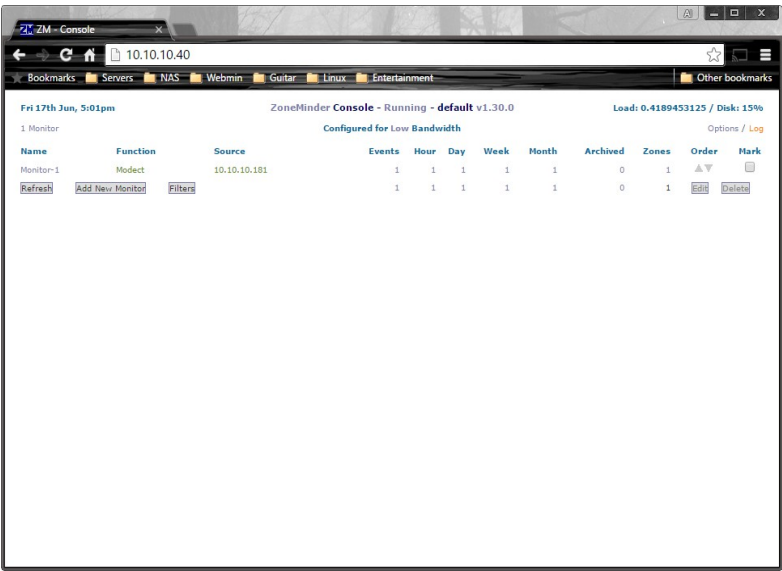 ZM - Console
10.10.10.40
Bookmarks Servers NAS Webmin Guitar Linux Entertainment Other bookmarks
Fri 17th Jun, 5:01pm ZoneMinder Console - Running - default v1.30.0 Load: 0.4189453125 / Disk: 15%
1 Monitor Configured for Low Bandwidth Options / Log
Name Function Source Events Hour Day Week Month Archived Zones Order Mark
Monitor-1 Modect 10.10.10.181 1 1 1 1 1 0 1
Refresh Add New Monitor Filters 1 1 1 1 1 0 1 Edit Delete